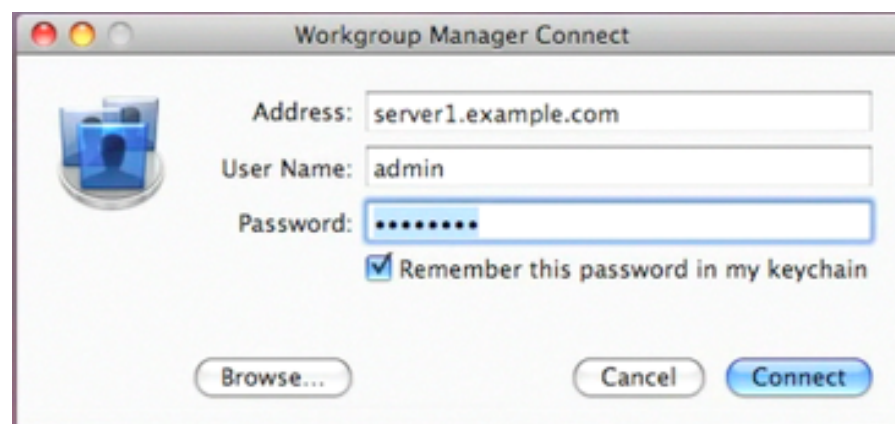 Workgroup Manager Connect
Address: server1.example.com
User Name: admin
Password: ••••••••
Remember this password in my keychain
Browse... Cancel Connect